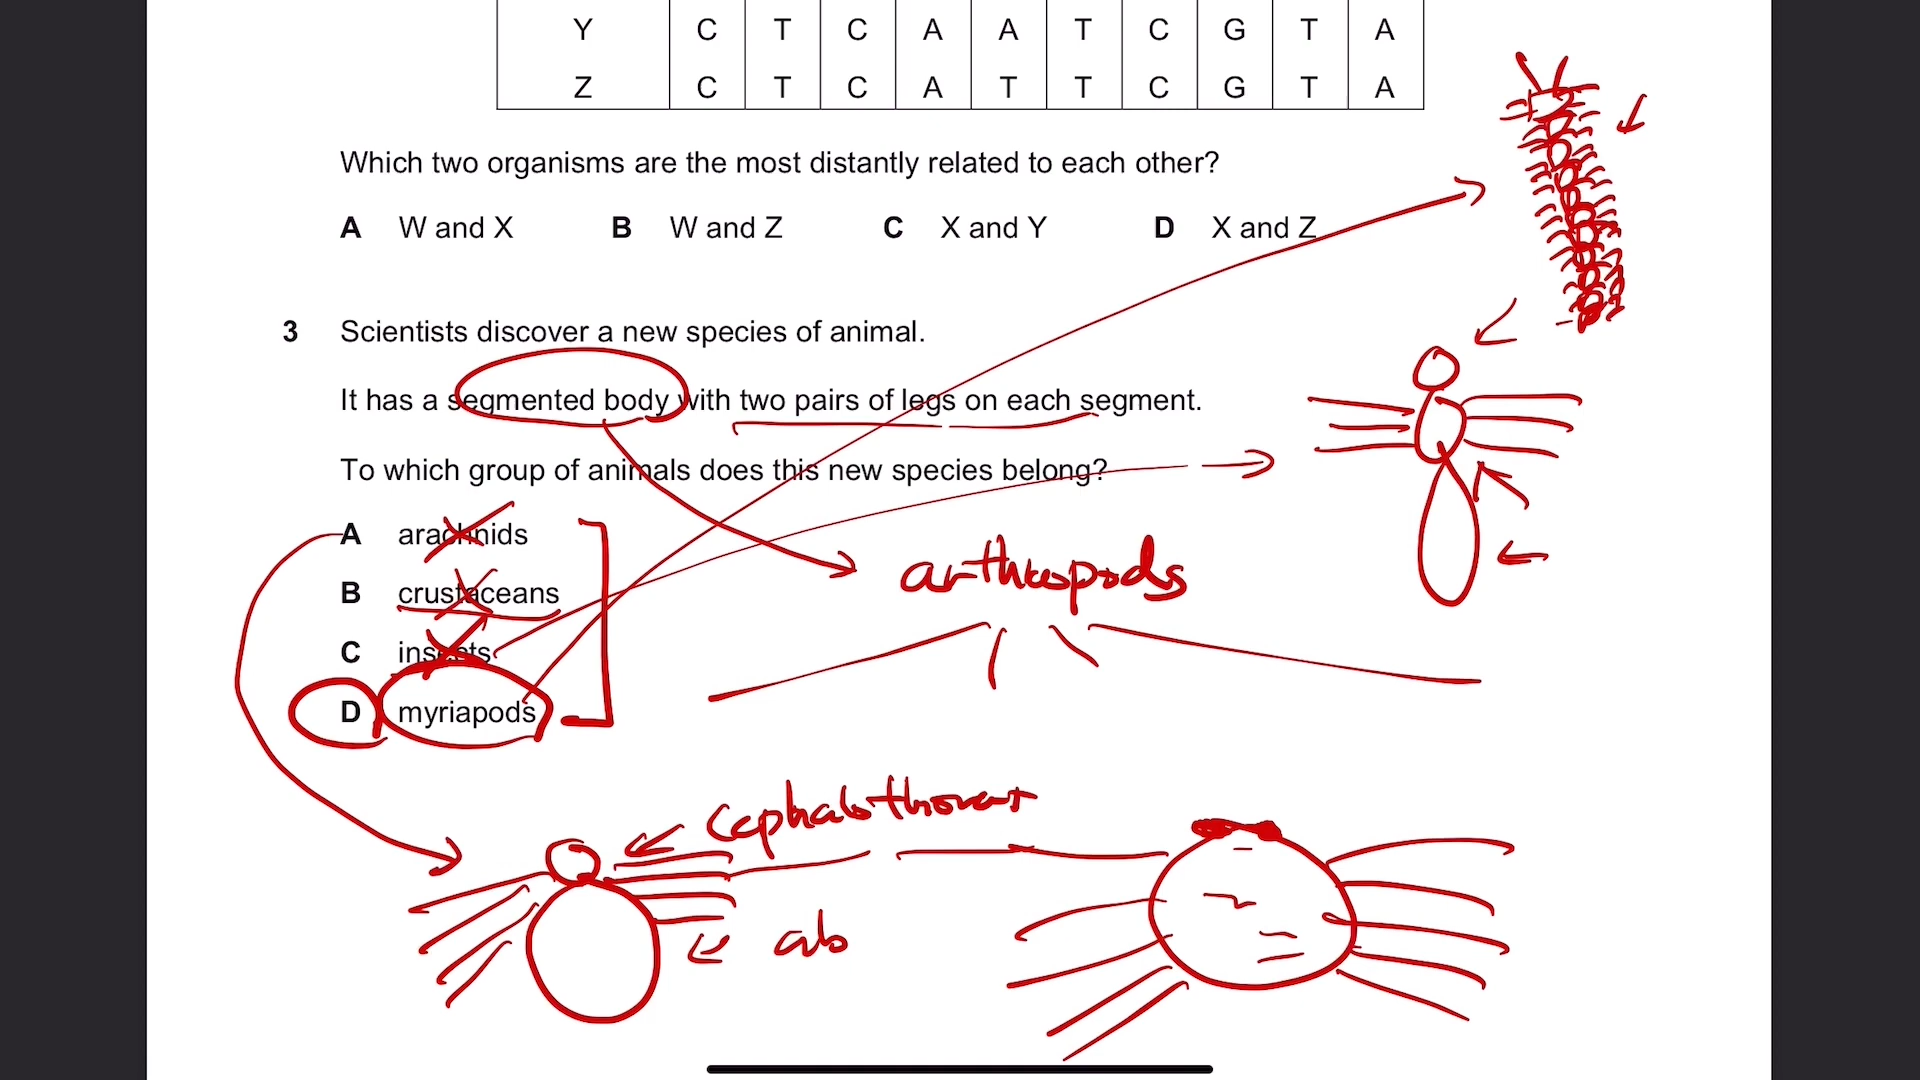 Y C T C A A T C G T A
Z C T C A T T C G T A
Which two organisms are the most distantly related to each other?
A W and X B W and Z C X and Y D X and Z
3 Scientists discover a new species of animal.
It has a segmented body with two pairs of legs on each segment.
To which group of animals does this new species belong?
A arachnids
B crustaceans
C insects
D myriapods
arthropods
cephalothorax
ab